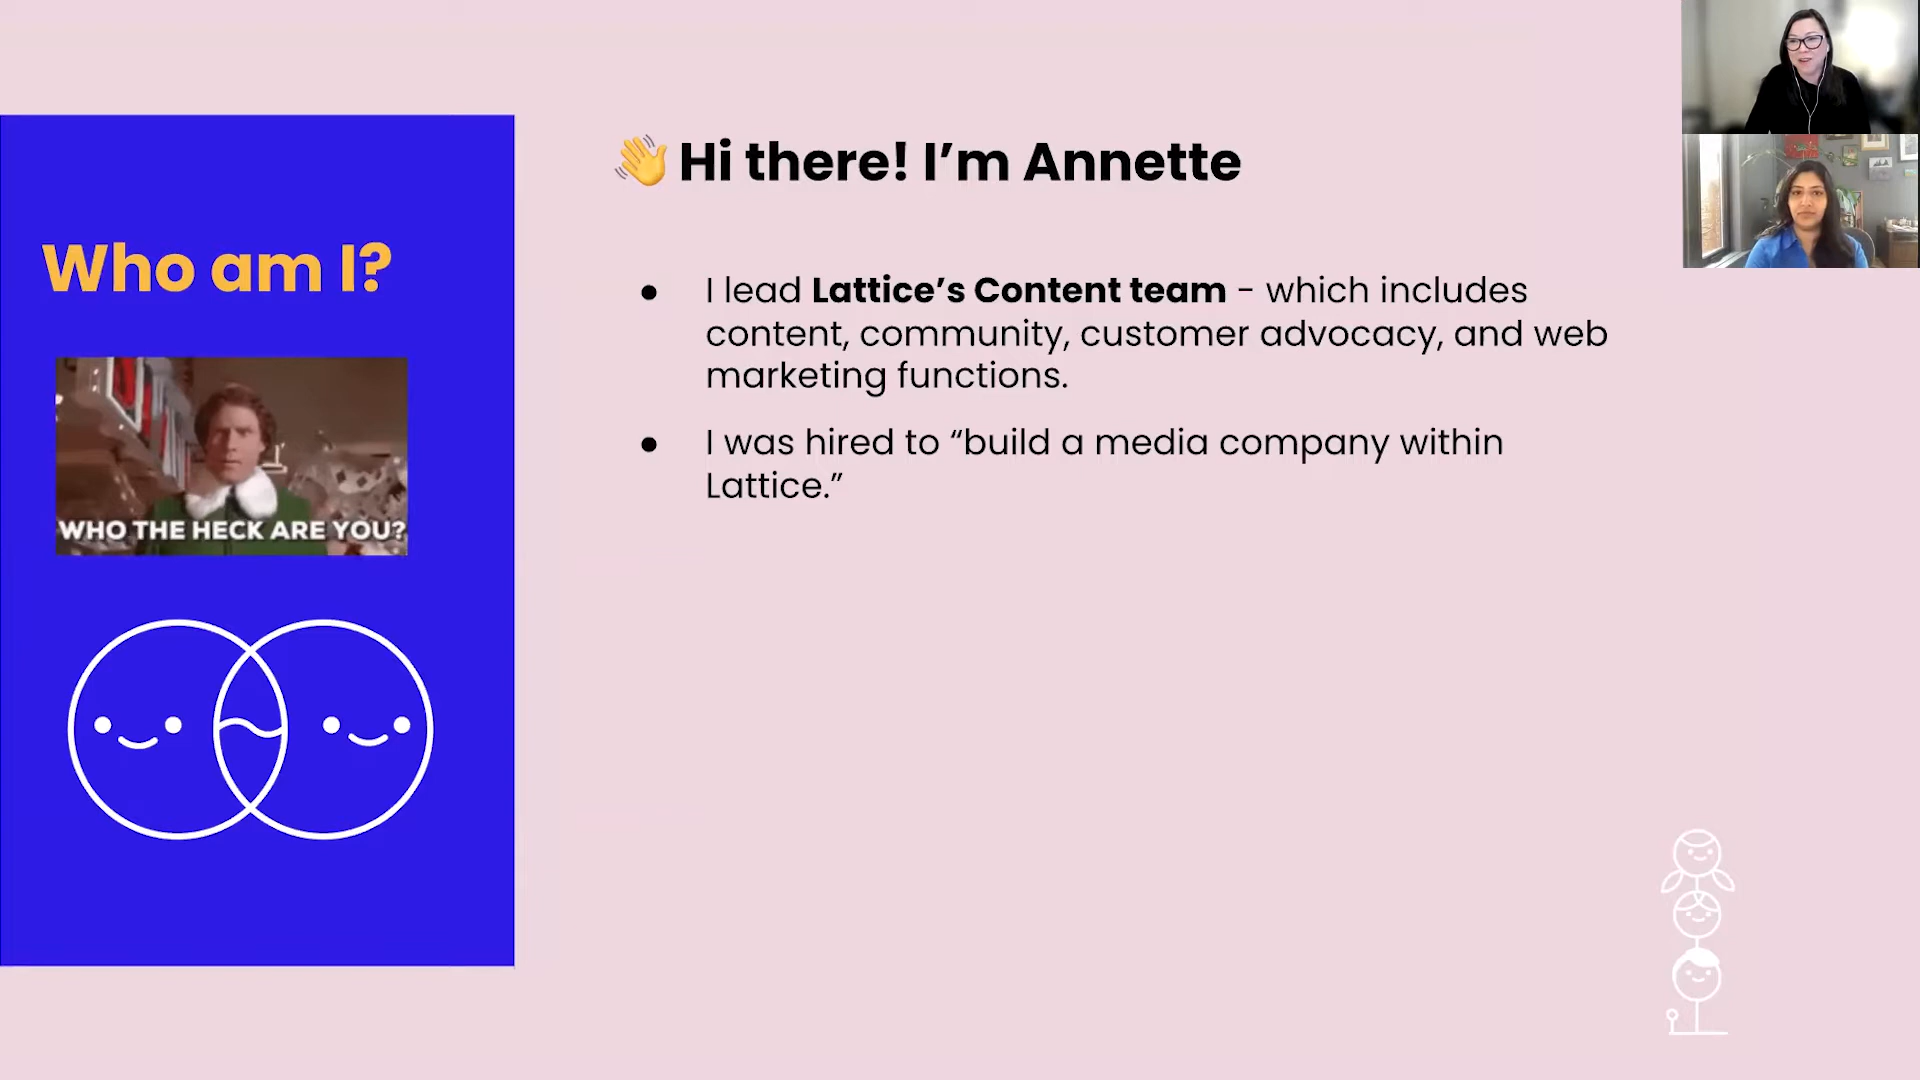 Who am I?
WHO THE HECK ARE YOU?
👋 Hi there! I’m Annette
● I lead Lattice’s Content team - which includes
content, community, customer advocacy, and web
marketing functions.
● I was hired to “build a media company within
Lattice.”